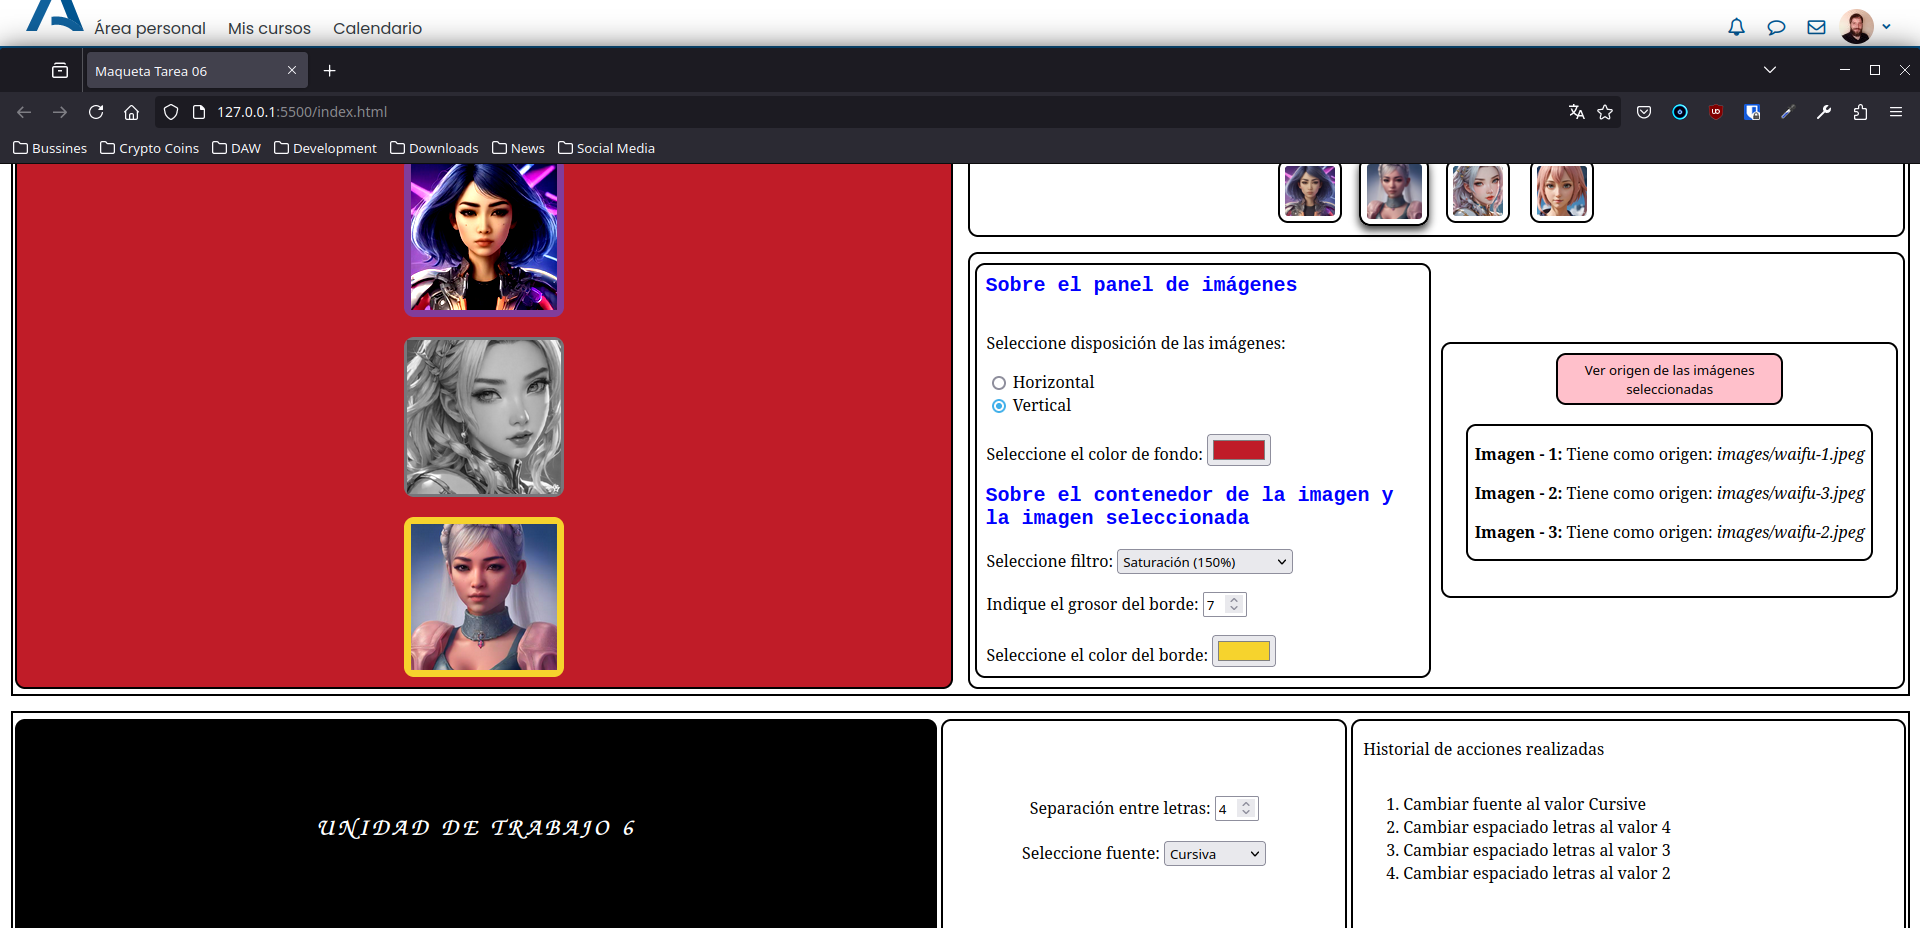 Área personal Mis cursos Calendario
Maqueta Tarea 06
127.0.0.1:5500/index.html
Bussines Crypto Coins DAW Development Downloads News Social Media
Sobre el panel de imágenes
Seleccione disposición de las imágenes:
Horizontal
Vertical
Seleccione el color de fondo:
Sobre el contenedor de la imagen y
la imagen seleccionada
Seleccione filtro: Saturación (150%)
Indique el grosor del borde: 7
Seleccione el color del borde:
Ver origen de las imágenes
seleccionadas
Imagen - 1: Tiene como origen: images/waifu-1.jpeg
Imagen - 2: Tiene como origen: images/waifu-3.jpeg
Imagen - 3: Tiene como origen: images/waifu-2.jpeg
UNIDAD DE TRABAJO 6
Separación entre letras: 4
Seleccione fuente: Cursiva
Historial de acciones realizadas
1. Cambiar fuente al valor Cursive
2. Cambiar espaciado letras al valor 4
3. Cambiar espaciado letras al valor 3
4. Cambiar espaciado letras al valor 2